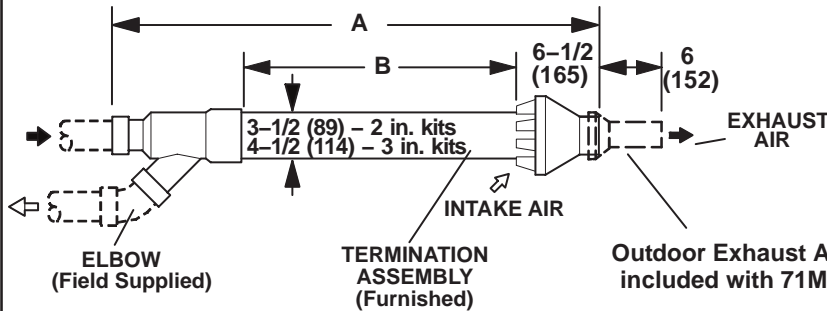 A
B
6–1/2
(165)
6
(152)
3–1/2 (89) – 2 in. kits
4–1/2 (114) – 3 in. kits
EXHAUST
AIR
INTAKE AIR
ELBOW
(Field Supplied)
TERMINATION
ASSEMBLY
(Furnished)
Outdoor Exhaust
included with